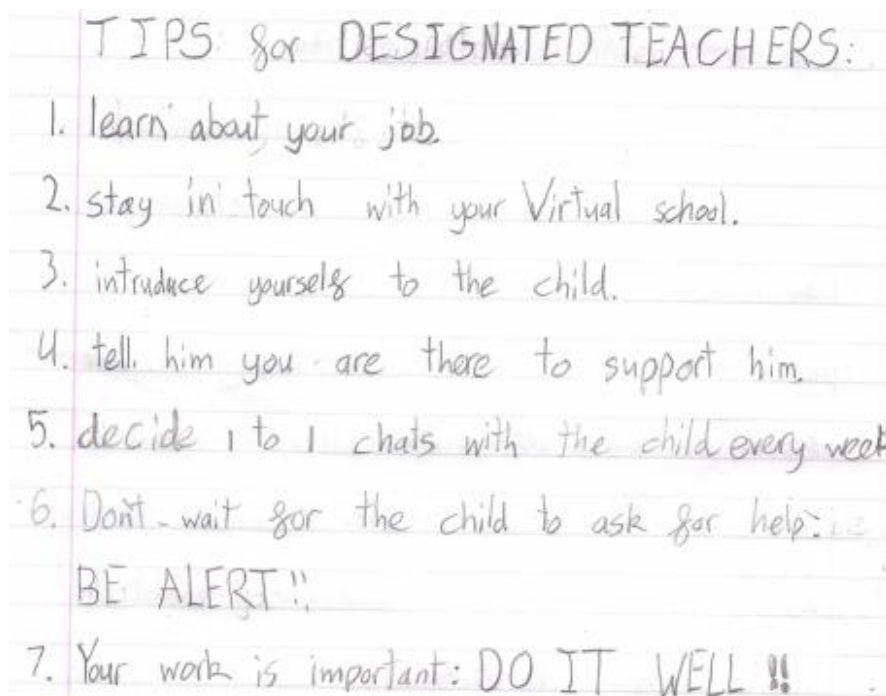 TIPS for DESIGNATED TEACHERS:
1. learn about your job.
2. stay in touch with your Virtual school.
3. intruduce yourself to the child.
4. tell him you are there to support him.
5. decide 1 to 1 chats with the child every week
6. Don't wait for the child to ask for help:
BE ALERT!!
7. Your work is important: DO IT WELL!!